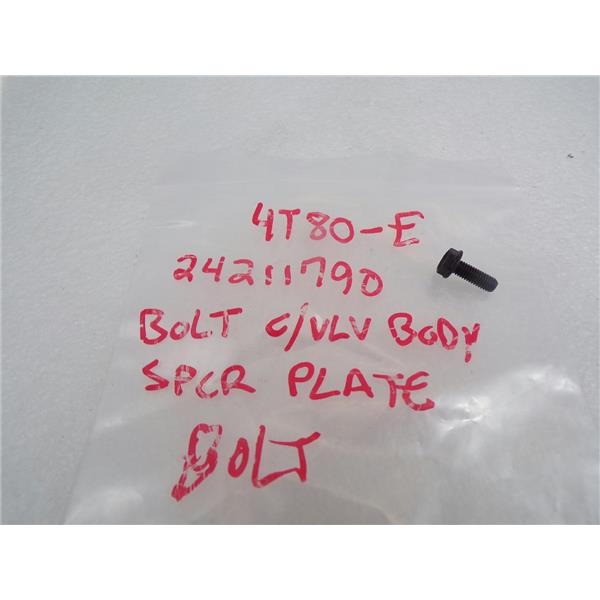 4T80-E
24211790
BOLT C/VLV BODY
SPCR PLATE
BOLT